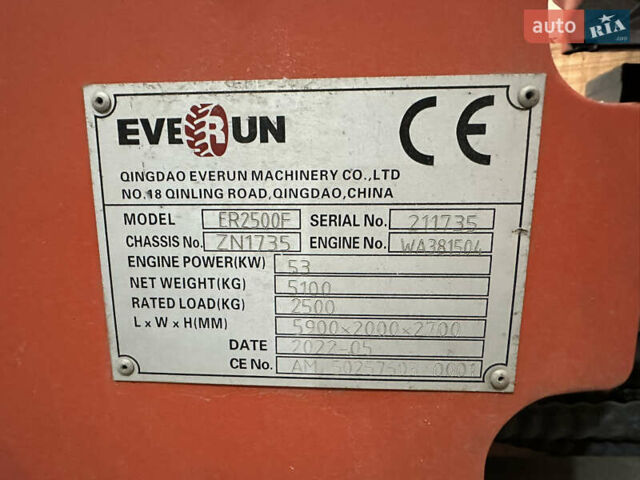 auto RIA .com
EVERUN CE
QINGDAO EVERUN MACHINERY CO.,LTD
NO.18 QINLING ROAD,QINGDAO,CHINA
MODEL ER2500F SERIAL No. 211735
CHASSIS No. ZN1735 ENGINE No. WA381504
ENGINE POWER(KW) 53
NET WEIGHT(KG) 5100
RATED LOAD(KG) 2500
L x W x H(MM) 5900x2000x2700
DATE 2022-05
CE No. AM